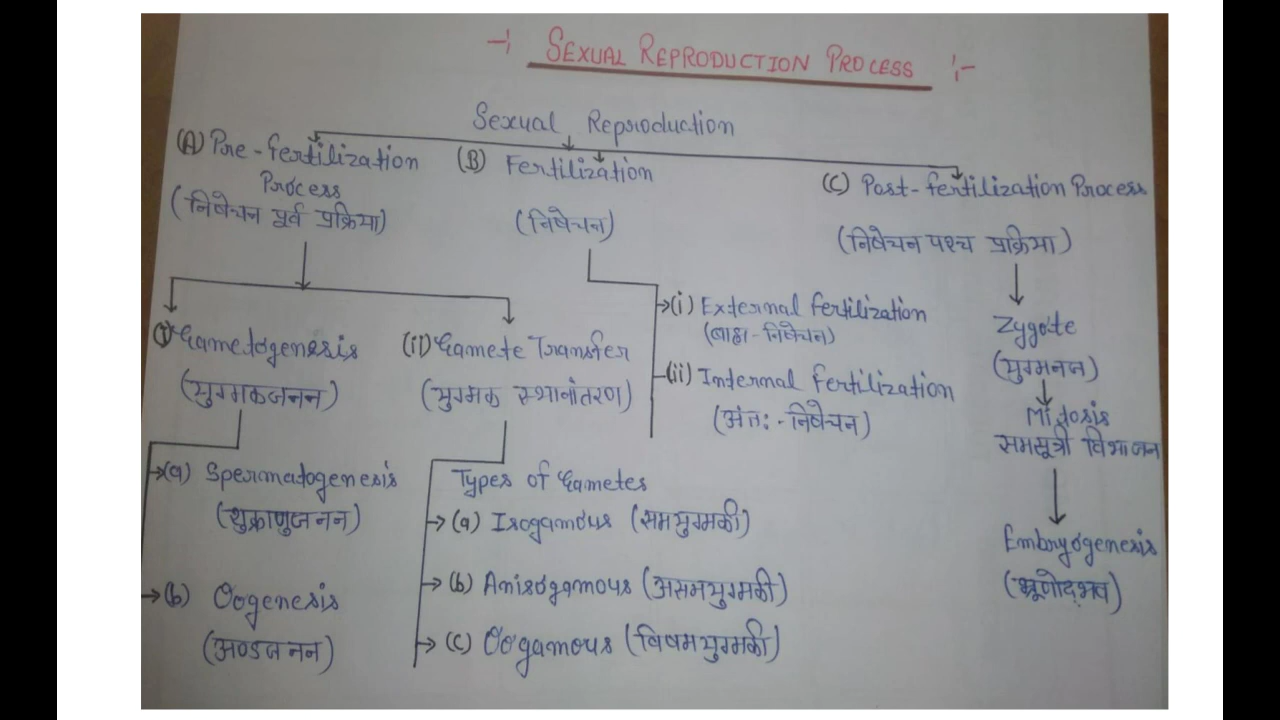 -: SEXUAL REPRODUCTION PROCESS :-
Sexual Reproduction
(A) Pre-fertilization
Process
(निषेचन पूर्व प्रक्रिया)
(B) Fertilization
(निषेचन)
(C) Post-fertilization Process
(निषेचन पश्च प्रक्रिया)
(i) Gametogenesis
(युग्मकजनन)
(a) Spermatogenesis
(शुक्राणुजनन)
(b) Oogenesis
(अण्डजनन)
(ii) Gamete Transfer
(युग्मक स्थानांतरण)
Types of Gametes
(a) Isogamous (समयुग्मकी)
(b) Anisogamous (असमयुग्मकी)
(c) Oogamous (विषमयुग्मकी)
(i) External fertilization
(बाह्य-निषेचन)
(ii) Internal fertilization
(अंतः-निषेचन)
Zygote
(युग्मनज)
Mitosis
समसूत्री विभाजन
Embryogenesis
(भ्रूणोद्भव)